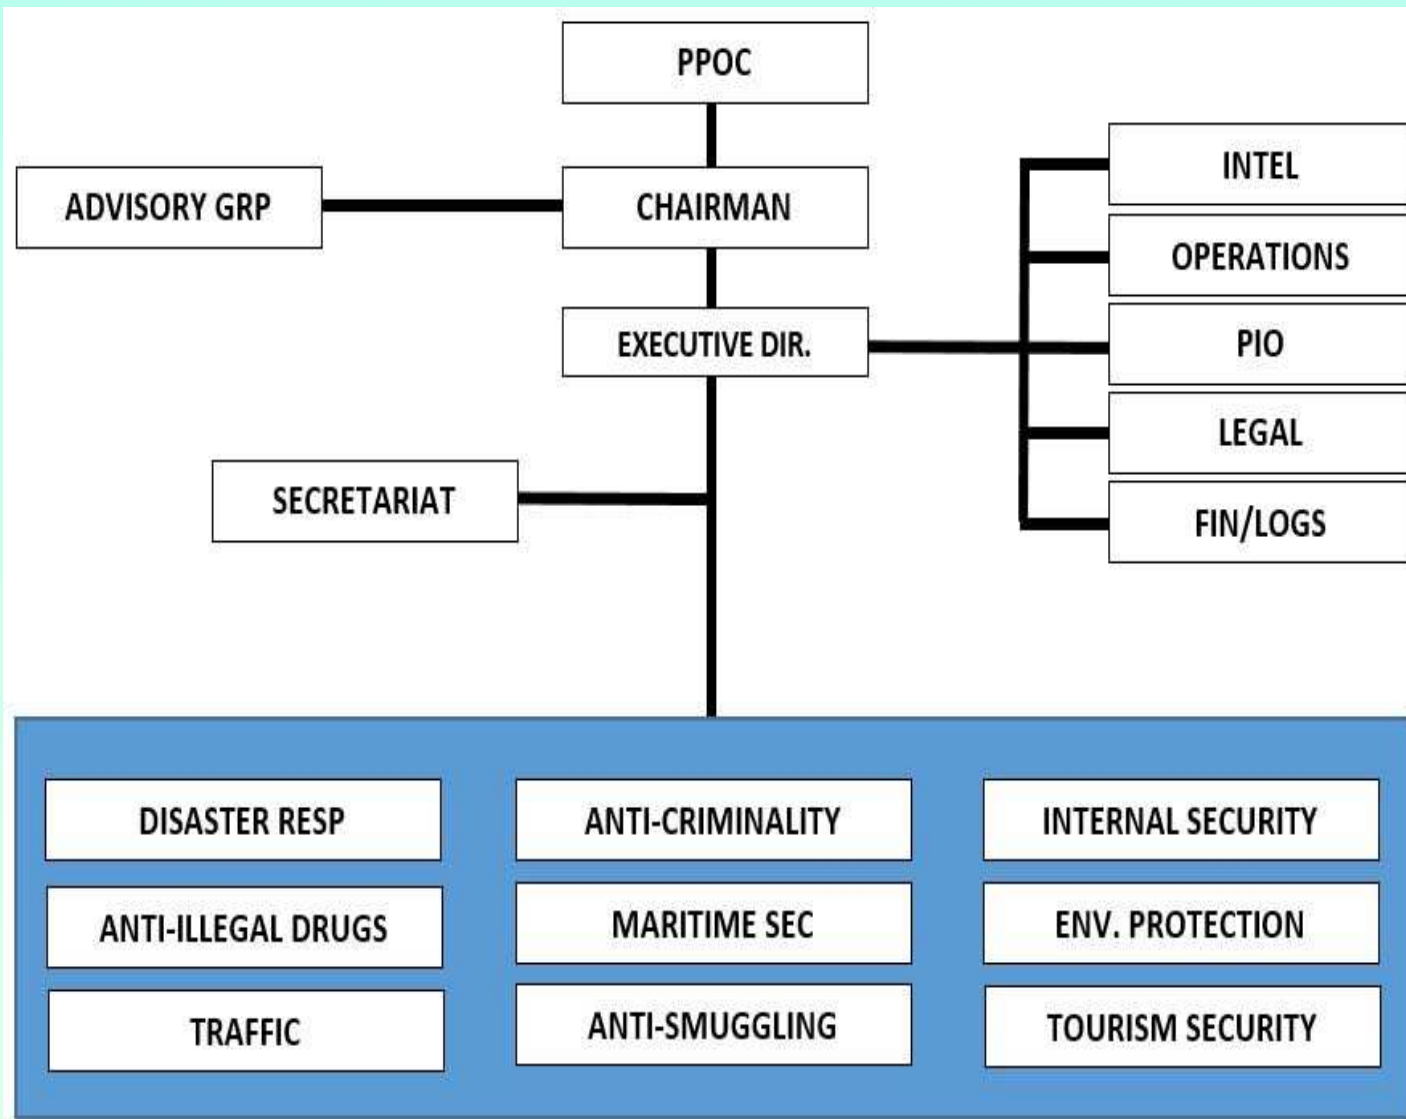 PPOC
ADVISORY GRP
CHAIRMAN
EXECUTIVE DIR.
INTEL
OPERATIONS
PIO
LEGAL
FIN/LOGS
SECRETARIAT
DISASTER RESP
ANTI-CRIMINALITY
INTERNAL SECURITY
ANTI-ILLEGAL DRUGS
MARITIME SEC
ENV. PROTECTION
TRAFFIC
ANTI-SMUGGLING
TOURISM SECURITY